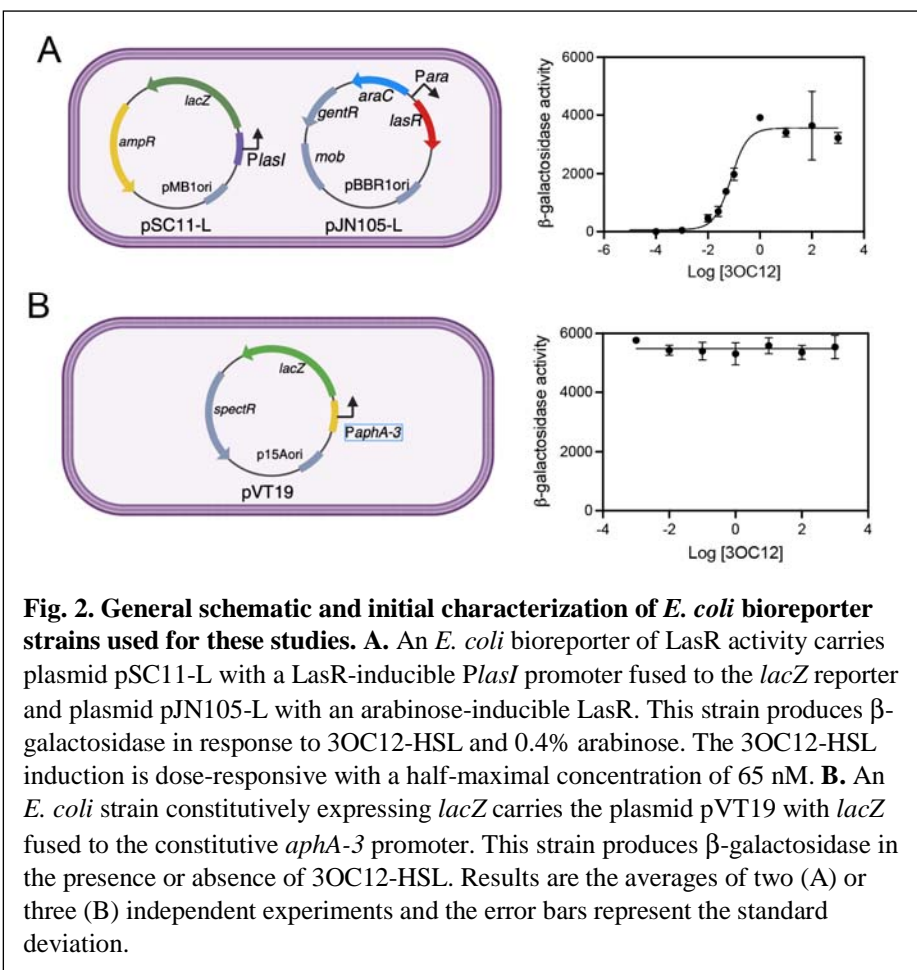 A
lacZ
ampR
PlasI
pMB1ori
pSC11-L
Para
araC
gentR
lasR
mob
pBBR1ori
pJN105-L
β-galactosidase activity
6000
4000
2000
0
-6 -4 -2 0 2 4
Log [3OC12]
B
lacZ
spectR
PaphA-3
p15Aori
pVT19
β-galactosidase activity
6000
4000
2000
0
-4 -2 0 2 4
Log [3OC12]
Fig. 2. General schematic and initial characterization of E. coli bioreporter
strains used for these studies. A. An E. coli bioreporter of LasR activity carries
plasmid pSC11-L with a LasR-inducible PlasI promoter fused to the lacZ reporter
and plasmid pJN105-L with an arabinose-inducible LasR. This strain produces β-
galactosidase in response to 3OC12-HSL and 0.4% arabinose. The 3OC12-HSL
induction is dose-responsive with a half-maximal concentration of 65 nM. B. An
E. coli strain constitutively expressing lacZ carries the plasmid pVT19 with lacZ
fused to the constitutive aphA-3 promoter. This strain produces β-galactosidase in
the presence or absence of 3OC12-HSL. Results are the averages of two (A) or
three (B) independent experiments and the error bars represent the standard
deviation.